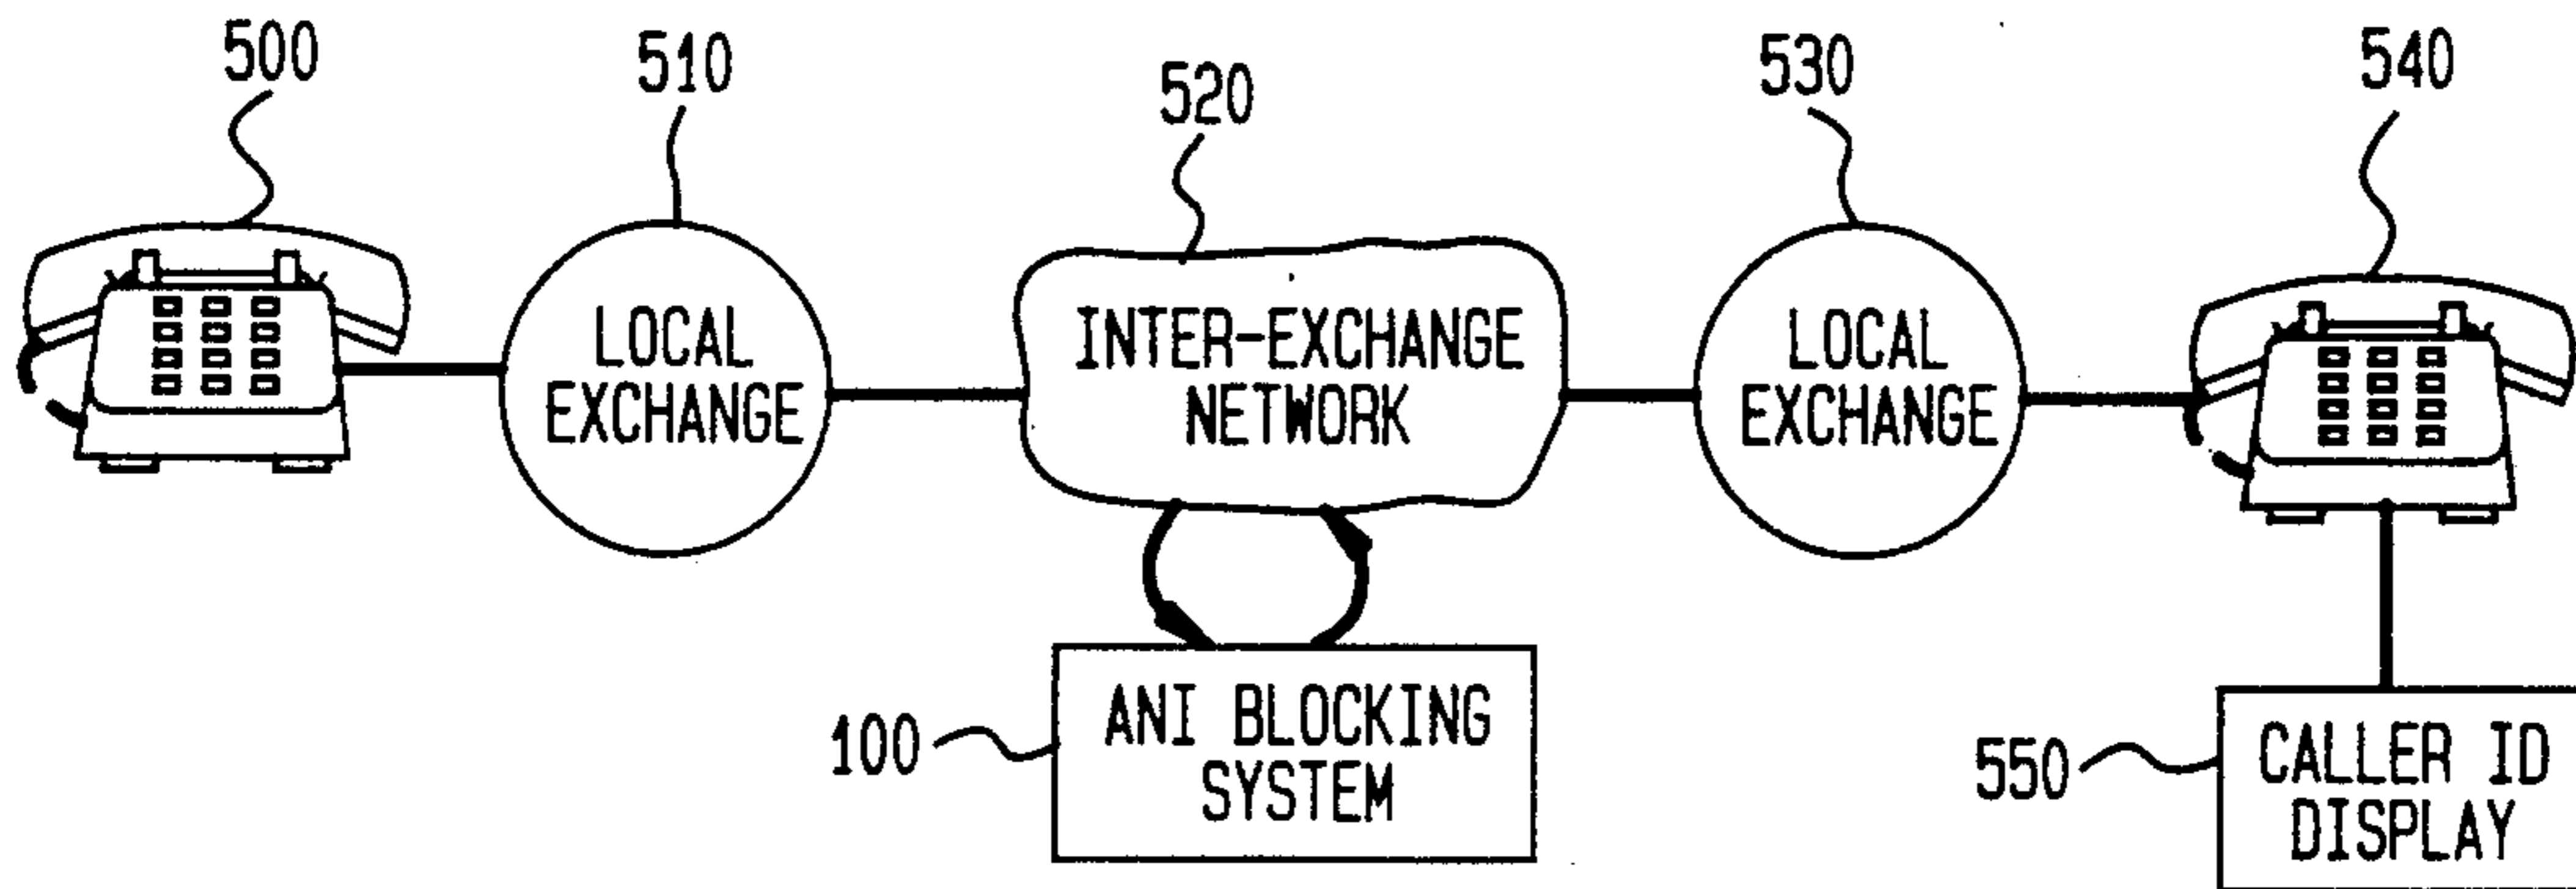 500
510
520
530
540
LOCAL
EXCHANGE
INTER-EXCHANGE
NETWORK
LOCAL
EXCHANGE
100
ANI BLOCKING
SYSTEM
550
CALLER ID
DISPLAY